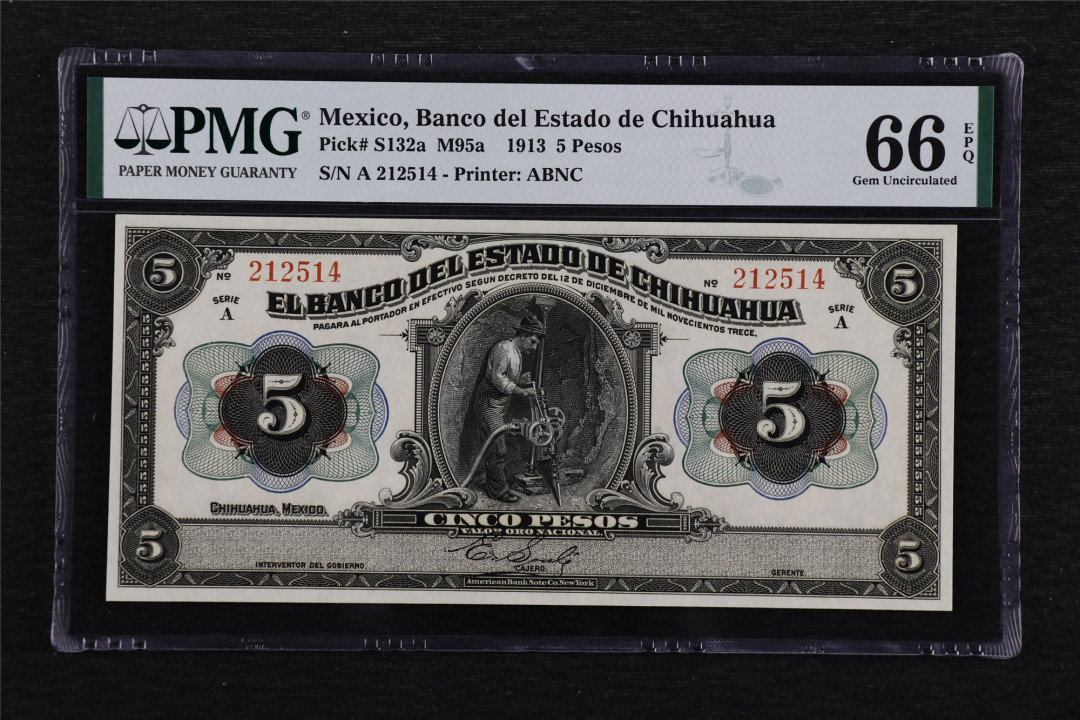 PMG®
PAPER MONEY GUARANTY
Mexico, Banco del Estado de Chihuahua
Pick# S132a M95a 1913 5 Pesos
S/N A 212514 - Printer: ABNC
66 EPQ
Gem Uncirculated
5
5
Nº 212514
Nº 212514
EL BANCO DEL ESTADO DE CHIHUAHUA
PAGARA AL PORTADOR EN EFECTIVO SEGUN DECRETO DEL 12 DE DICIEMBRE DE MIL NOVECIENTOS TRECE.
SERIE A
SERIE A
5
5
CHIHUAHUA, MEXICO.
CINCO PESOS
VALOR ORO NACIONAL
5
5
INTERVENTOR DEL GOBIERNO
CAJERO
GERENTE
American Bank Note Co. New York